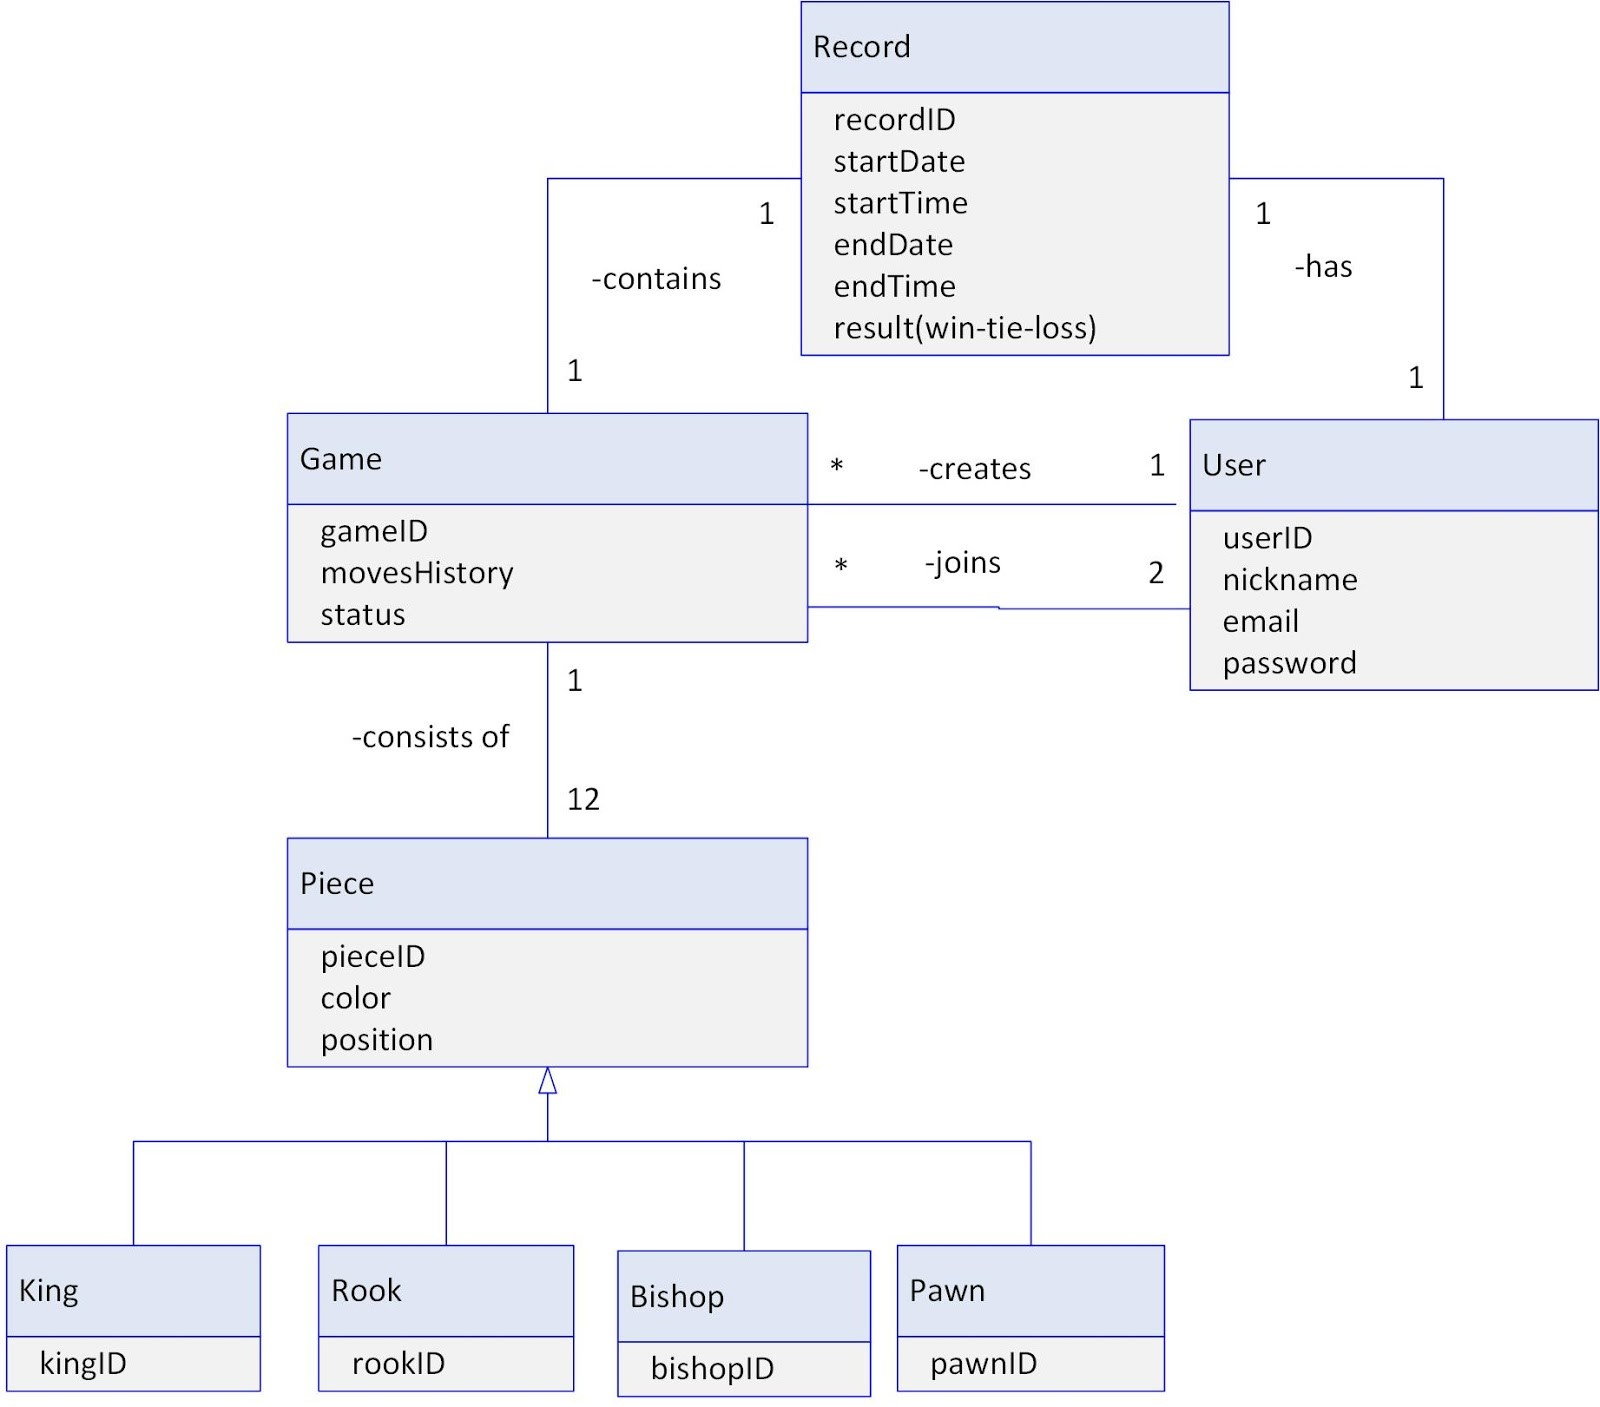 Record
recordID
startDate
startTime
endDate
endTime
result(win-tie-loss)
1
1
-contains
-has
1
1
Game
gameID
movesHistory
status
* -creates 1
* -joins 2
User
userID
nickname
email
password
1
-consists of
12
Piece
pieceID
color
position
King
kingID
Rook
rookID
Bishop
bishopID
Pawn
pawnID